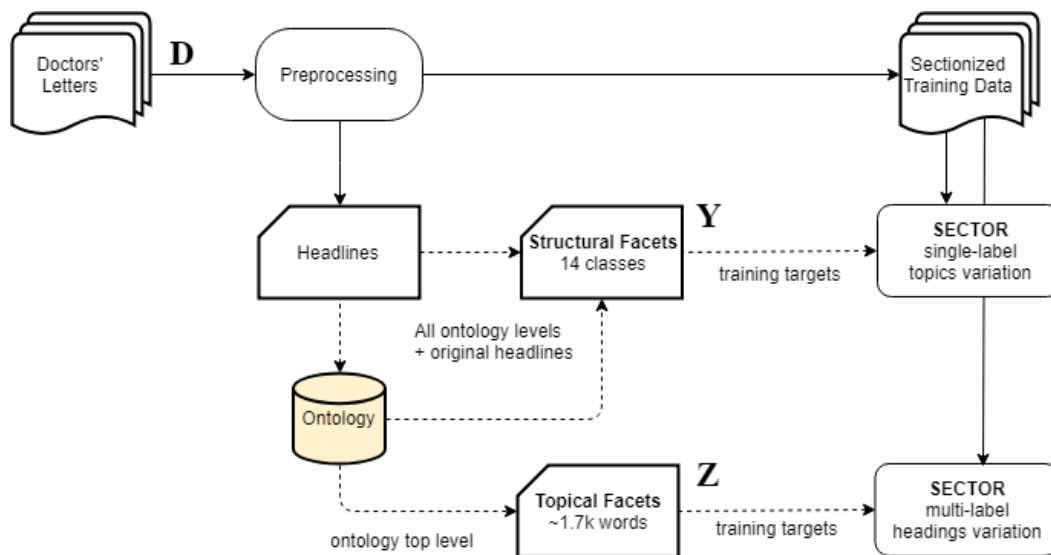 Doctors'
Letters
D
Preprocessing
Sectionized
Training Data
Headlines
Structural Facets
14 classes
Y
training targets
SECTOR
single-label
topics variation
All ontology levels
+ original headlines
Ontology
ontology top level
Topical Facets
~1.7k words
Z
training targets
SECTOR
multi-label
headings variation